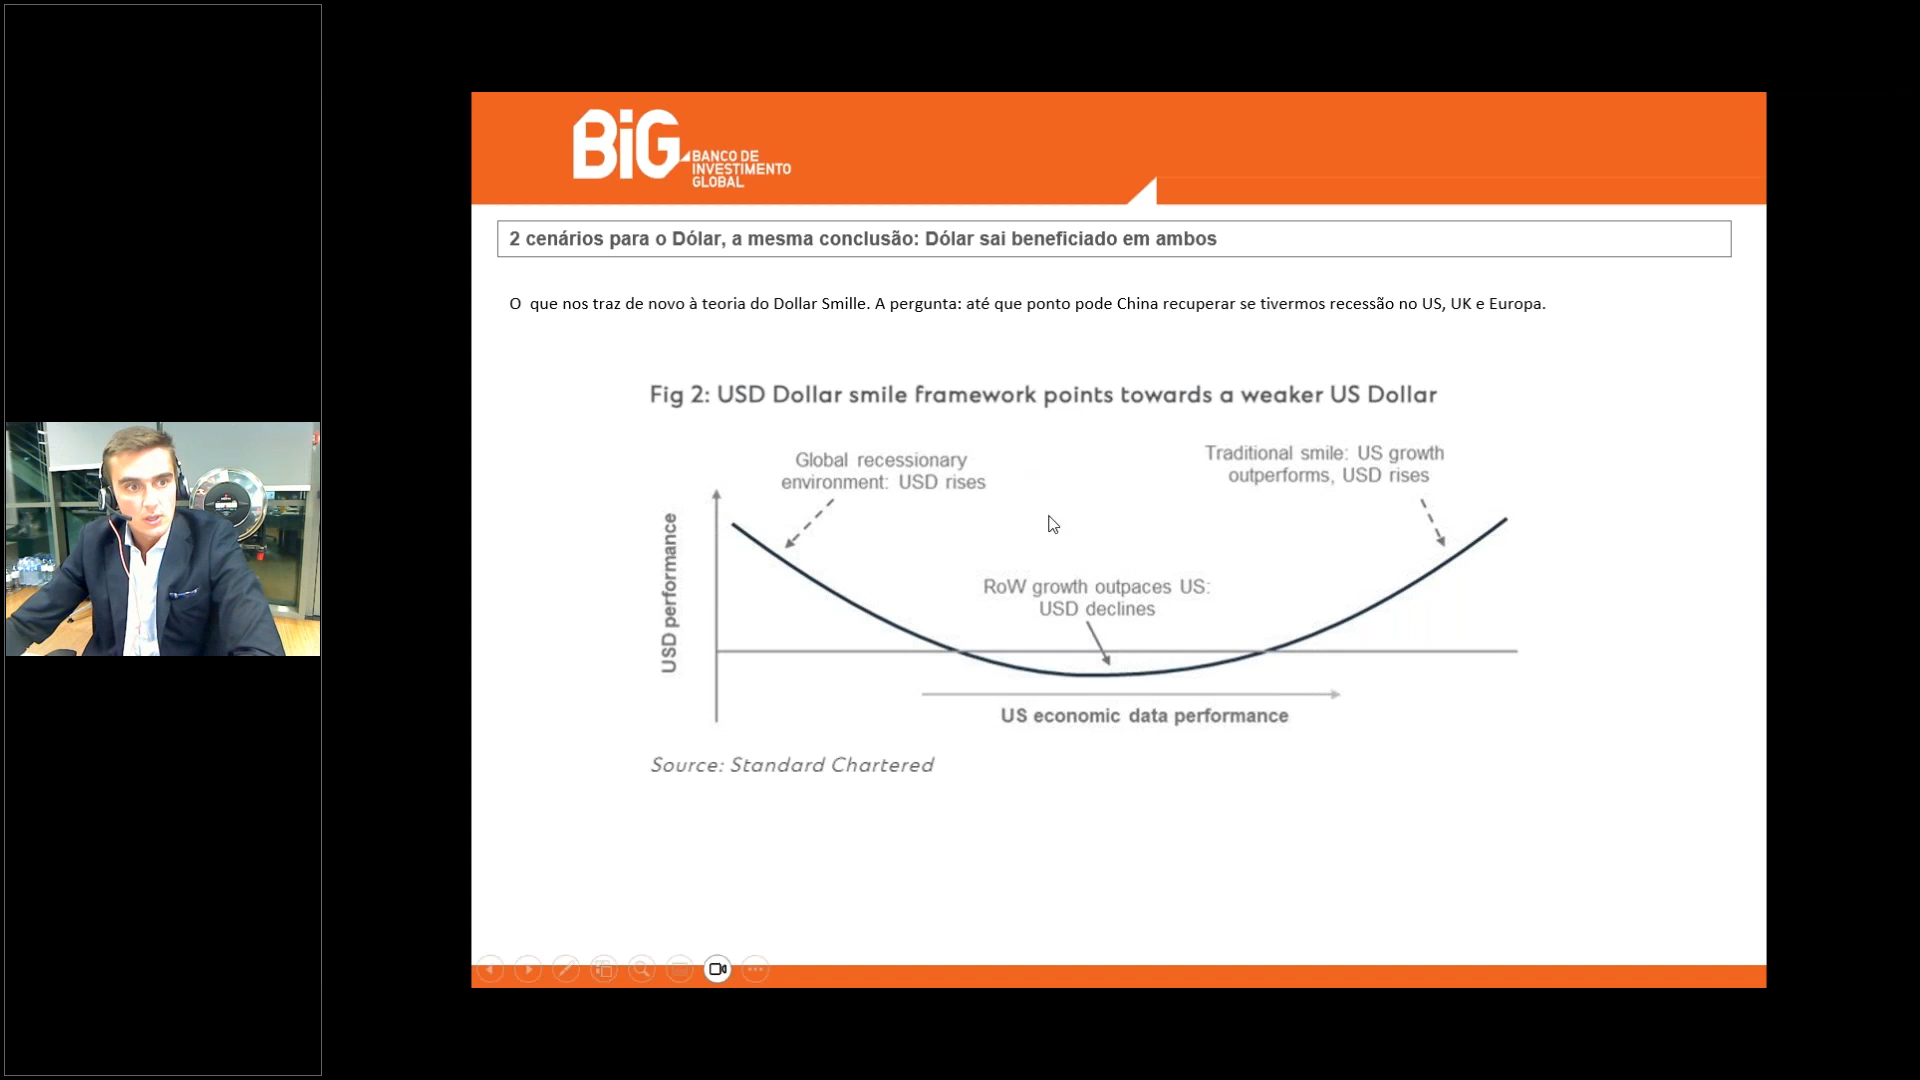 BiG
BANCO DE
INVESTIMENTO
GLOBAL
2 cenários para o Dólar, a mesma conclusão: Dólar sai beneficiado em ambos
O que nos traz de novo à teoria do Dollar Smille. A pergunta: até que ponto pode China recuperar se tivermos recessão no US, UK e Europa.
Fig 2: USD Dollar smile framework points towards a weaker US Dollar
Global recessionary
environment: USD rises
Traditional smile: US growth
outperforms, USD rises
USD performance
RoW growth outpaces US:
USD declines
US economic data performance
Source: Standard Chartered